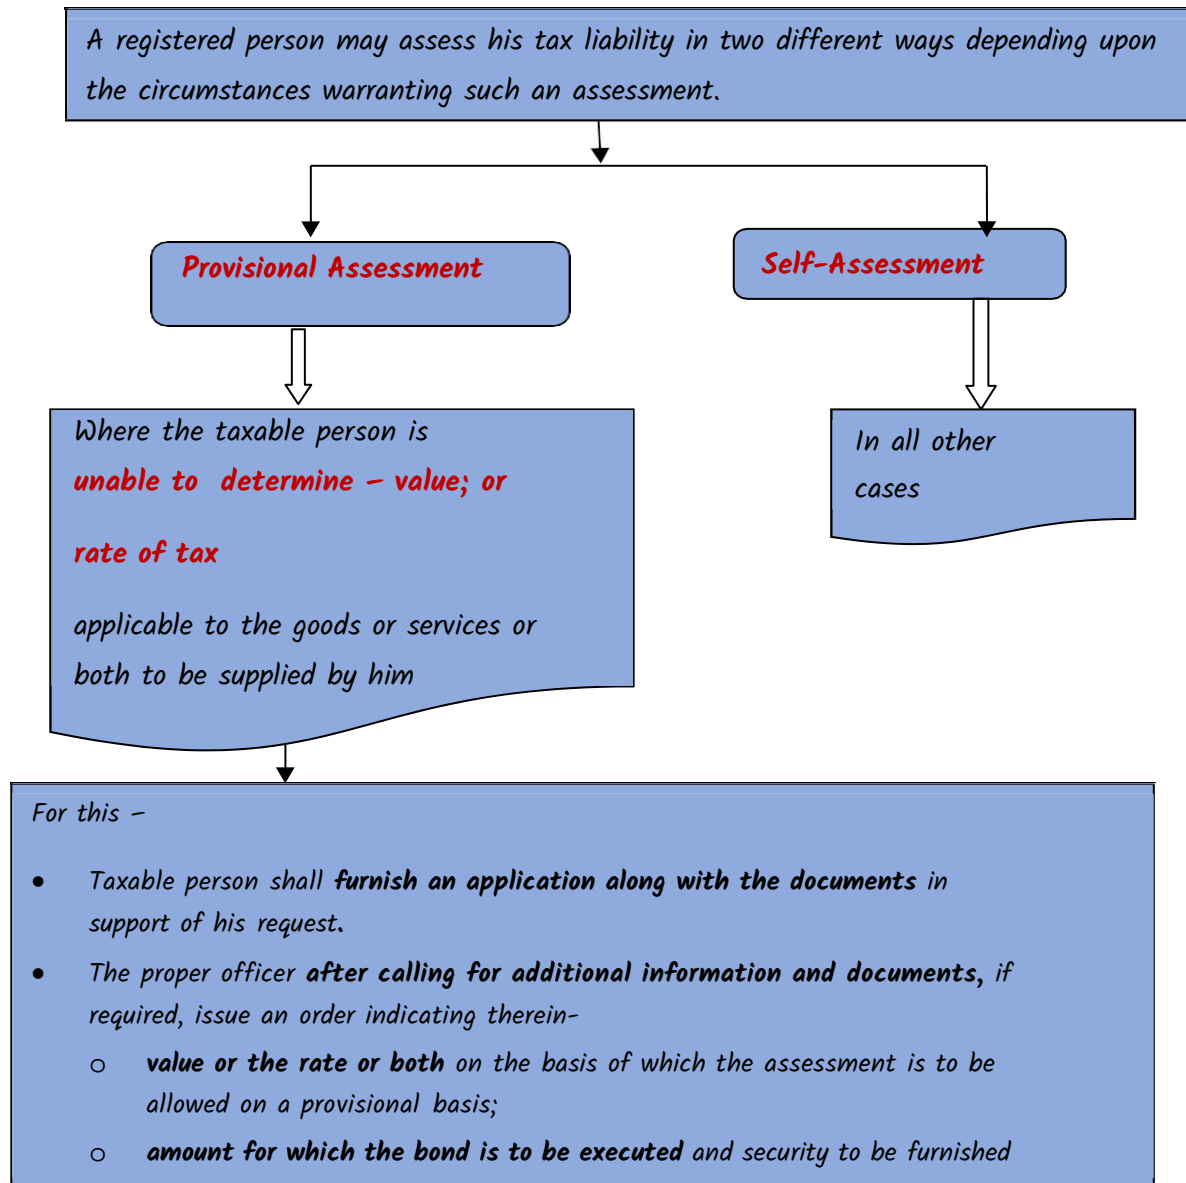 A registered person may assess his tax liability in two different ways depending upon
the circumstances warranting such an assessment.
Provisional Assessment
Self-Assessment
Where the taxable person is
unable to determine – value; or
rate of tax
applicable to the goods or services or
both to be supplied by him
In all other
cases
For this –
• Taxable person shall furnish an application along with the documents in
support of his request.
• The proper officer after calling for additional information and documents, if
required, issue an order indicating therein-
o value or the rate or both on the basis of which the assessment is to be
allowed on a provisional basis;
o amount for which the bond is to be executed and security to be furnished